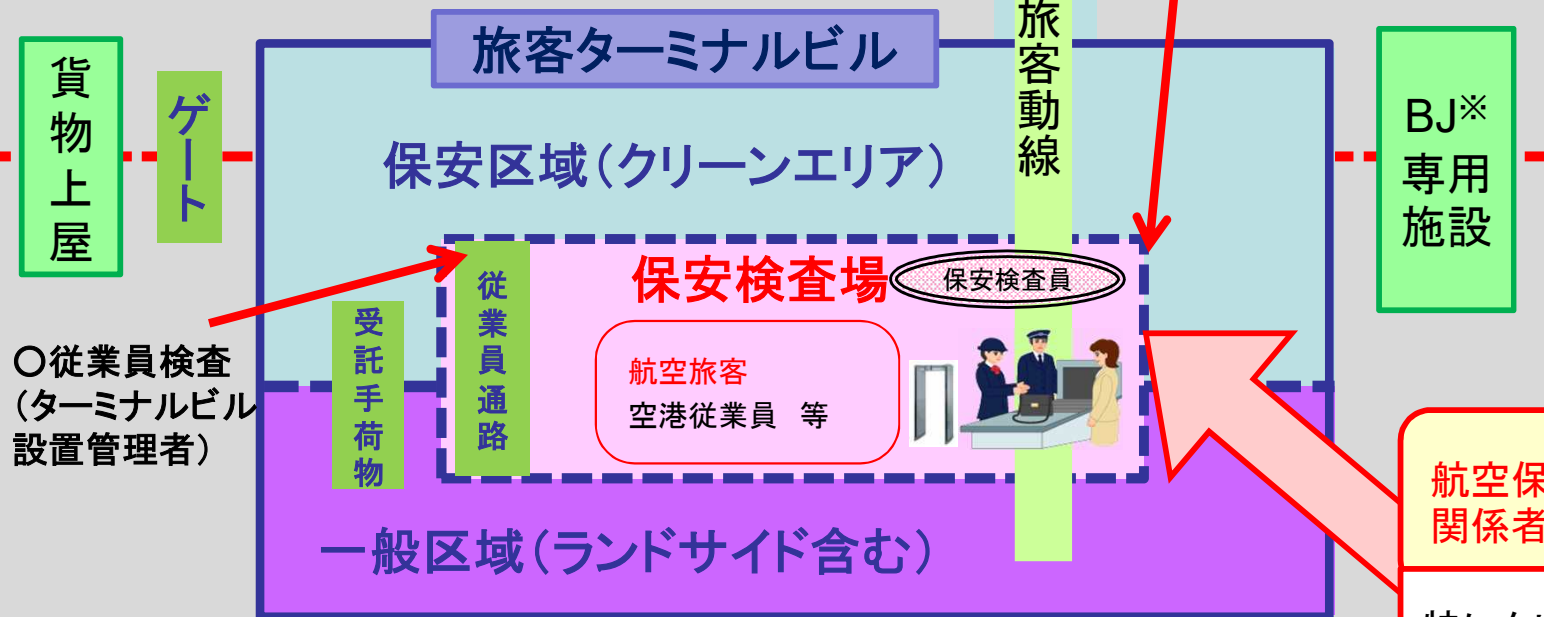 旅客ターミナルビル
旅客動線
貨物上屋
ゲート
保安区域（クリーンエリア）
BJ※
専用
施設
保安検査場
保安検査員
従業員通路
受託手荷物
航空旅客
空港従業員　等
〇従業員検査
（ターミナルビル
設置管理者）
一般区域（ランドサイド含む）
航空保
関係者